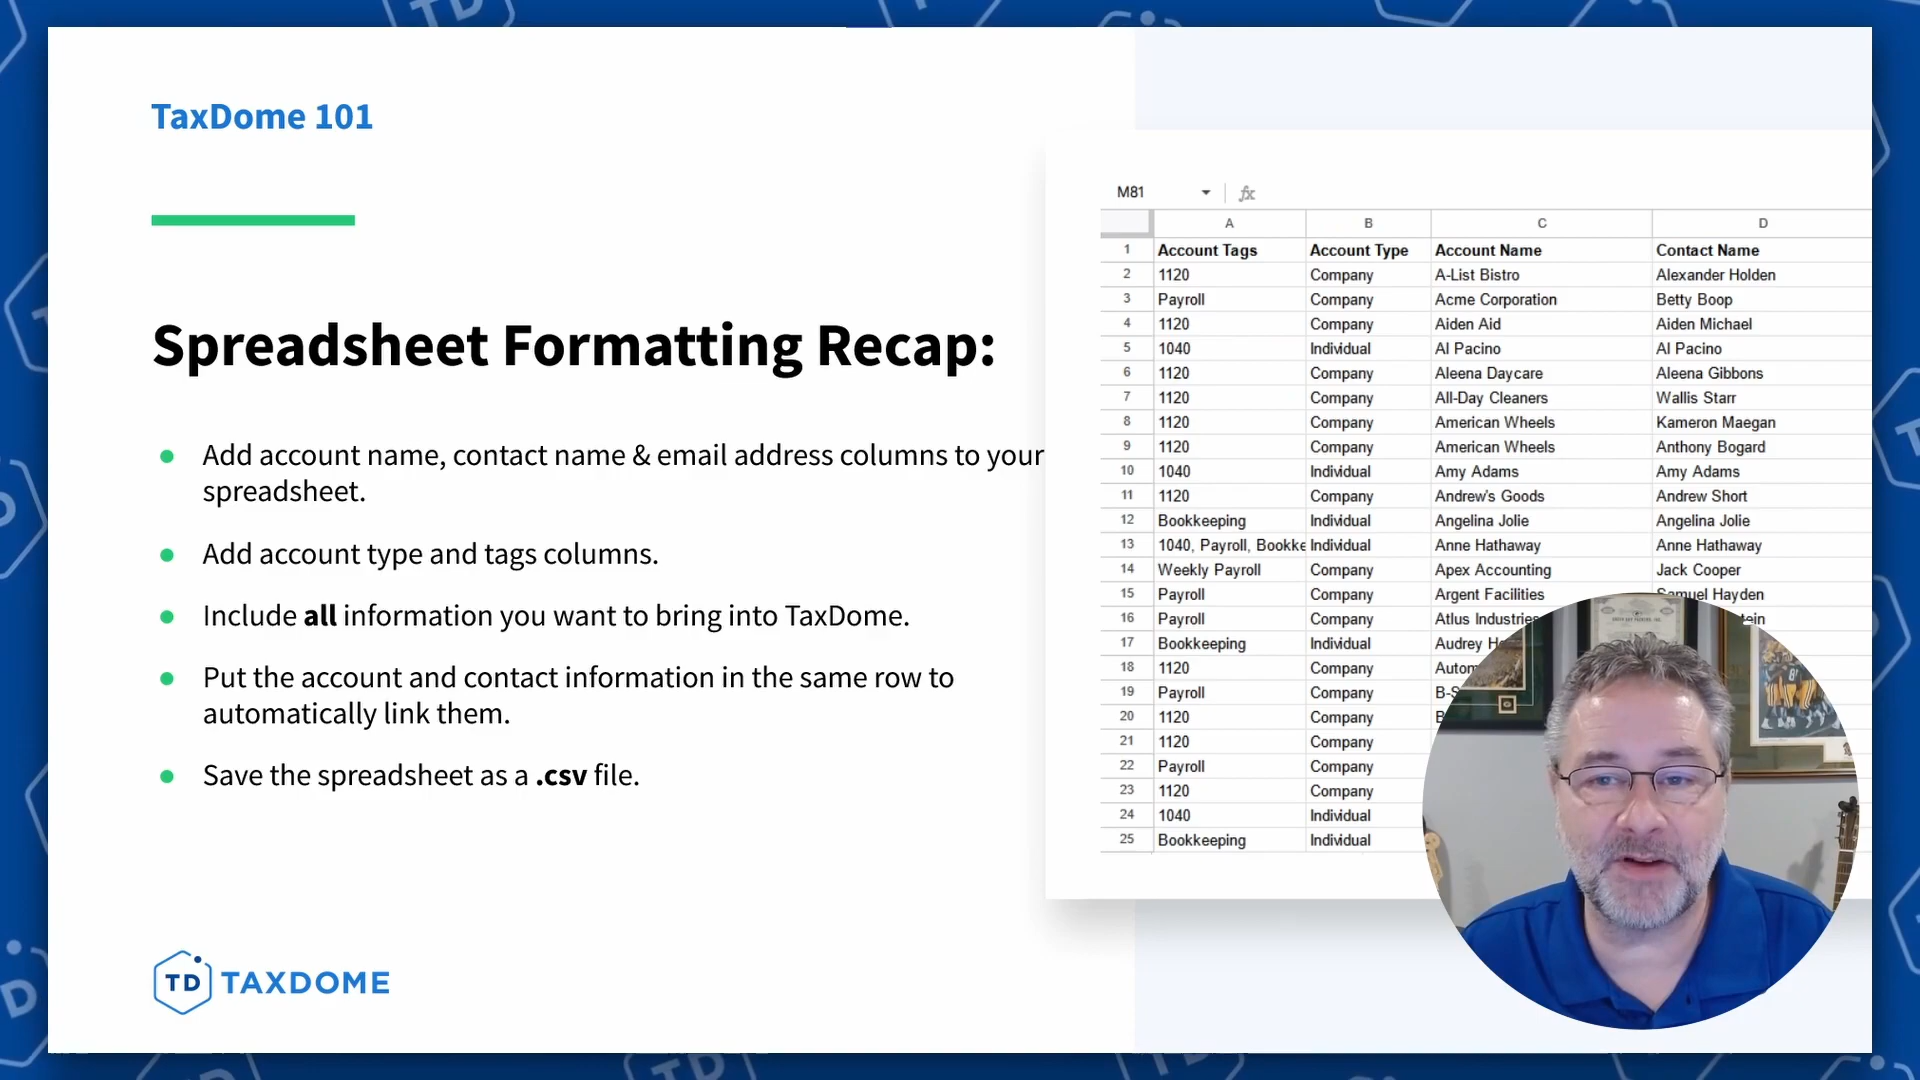 TaxDome 101
Spreadsheet Formatting Recap:
Add account name, contact name & email address columns to your
spreadsheet.
Add account type and tags columns.
Include all information you want to bring into TaxDome.
Put the account and contact information in the same row to
automatically link them.
Save the spreadsheet as a .csv file.
TD TAXDOME
M81 fx
A B C D
1 Account Tags Account Type Account Name Contact Name
2 1120 Company A-List Bistro Alexander Holden
3 Payroll Company Acme Corporation Betty Boop
4 1120 Company Aiden Aid Aiden Michael
5 1040 Individual Al Pacino Al Pacino
6 1120 Company Aleena Daycare Aleena Gibbons
7 1120 Company All-Day Cleaners Wallis Starr
8 1120 Company American Wheels Kameron Maegan
9 1120 Company American Wheels Anthony Bogard
10 1040 Individual Amy Adams Amy Adams
11 1120 Company Andrew's Goods Andrew Short
12 Bookkeeping Individual Angelina Jolie Angelina Jolie
13 1040, Payroll, Bookke Individual Anne Hathaway Anne Hathaway
14 Weekly Payroll Company Apex Accounting Jack Cooper
15 Payroll Company Argent Facilities Samuel Hayden
16 Payroll Company Atlus Industries
17 Bookkeeping Individual Audrey
18 1120 Company
19 Payroll Company
20 1120 Company
21 1120 Company
22 Payroll Company
23 1120 Company
24 1040 Individual
25 Bookkeeping Individual